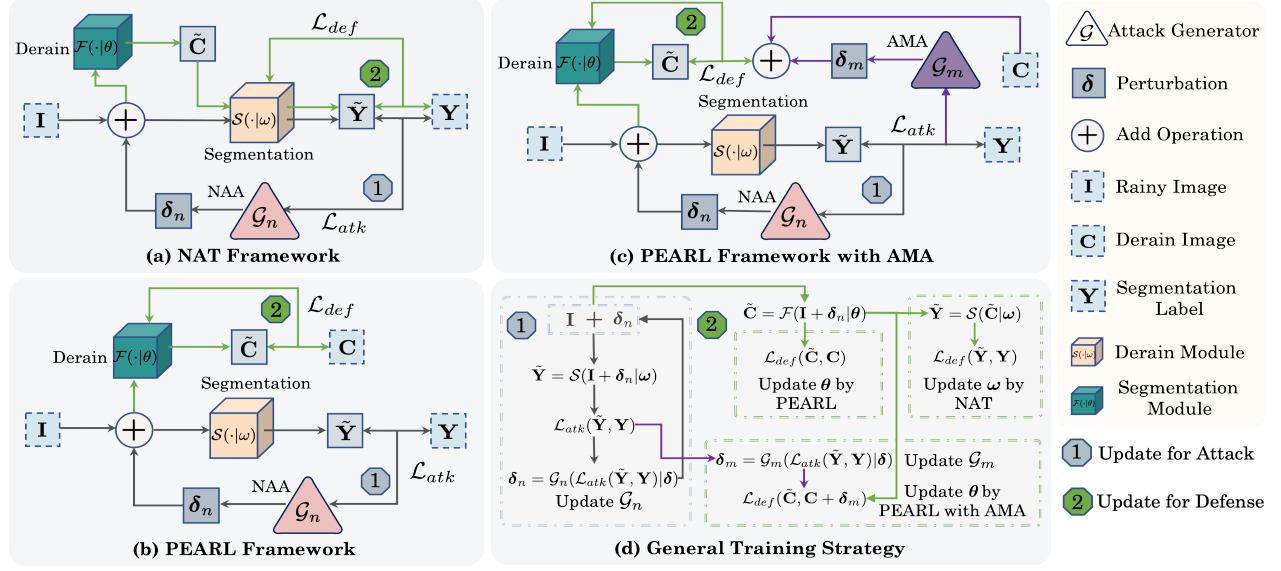 Derain
F(·|θ)
C̃
L_def
2
I
+
S(·|ω)
Segmentation
Ỹ
Y
1
δ_n
NAA
G_n
L_atk
(a) NAT Framework
2
L_def
Derain
F(·|θ)
C̃
C
Segmentation
I
+
S(·|ω)
Ỹ
Y
1
L_atk
NAA
δ_n
G_n
(b) PEARL Framework
2
Derain
F(·|θ)
C̃
L_def
+
δ_m
AMA
G_m
C
Segmentation
I
+
S(·|ω)
Ỹ
L_atk
Y
1
NAA
δ_n
G_n
(c) PEARL Framework with AMA
1
I + δ_n
Ỹ = S(I + δ_n|ω)
L_atk(Ỹ, Y)
δ_n = G_n(L_atk(Ỹ, Y)|δ)
Update G_n
2
C̃ = F(I + δ_n|θ)
L_def(C̃, C)
Update θ by
PEARL
Ỹ = S(C̃|ω)
L_def(Ỹ, Y)
Update ω by
NAT
δ_m = G_m(L_atk(Ỹ, Y)|δ)
Update G_m
L_def(C̃, C + δ_m)
Update θ by
PEARL with AMA
(d) General Training Strategy
G
Attack Generator
δ
Perturbation
+
Add Operation
I
Rainy Image
C
Derain Image
Y
Segmentation
Label
S(·|ω)
Derain Module
F(·|θ)
Segmentation
Module
1
Update for Attack
2
Update for Defense